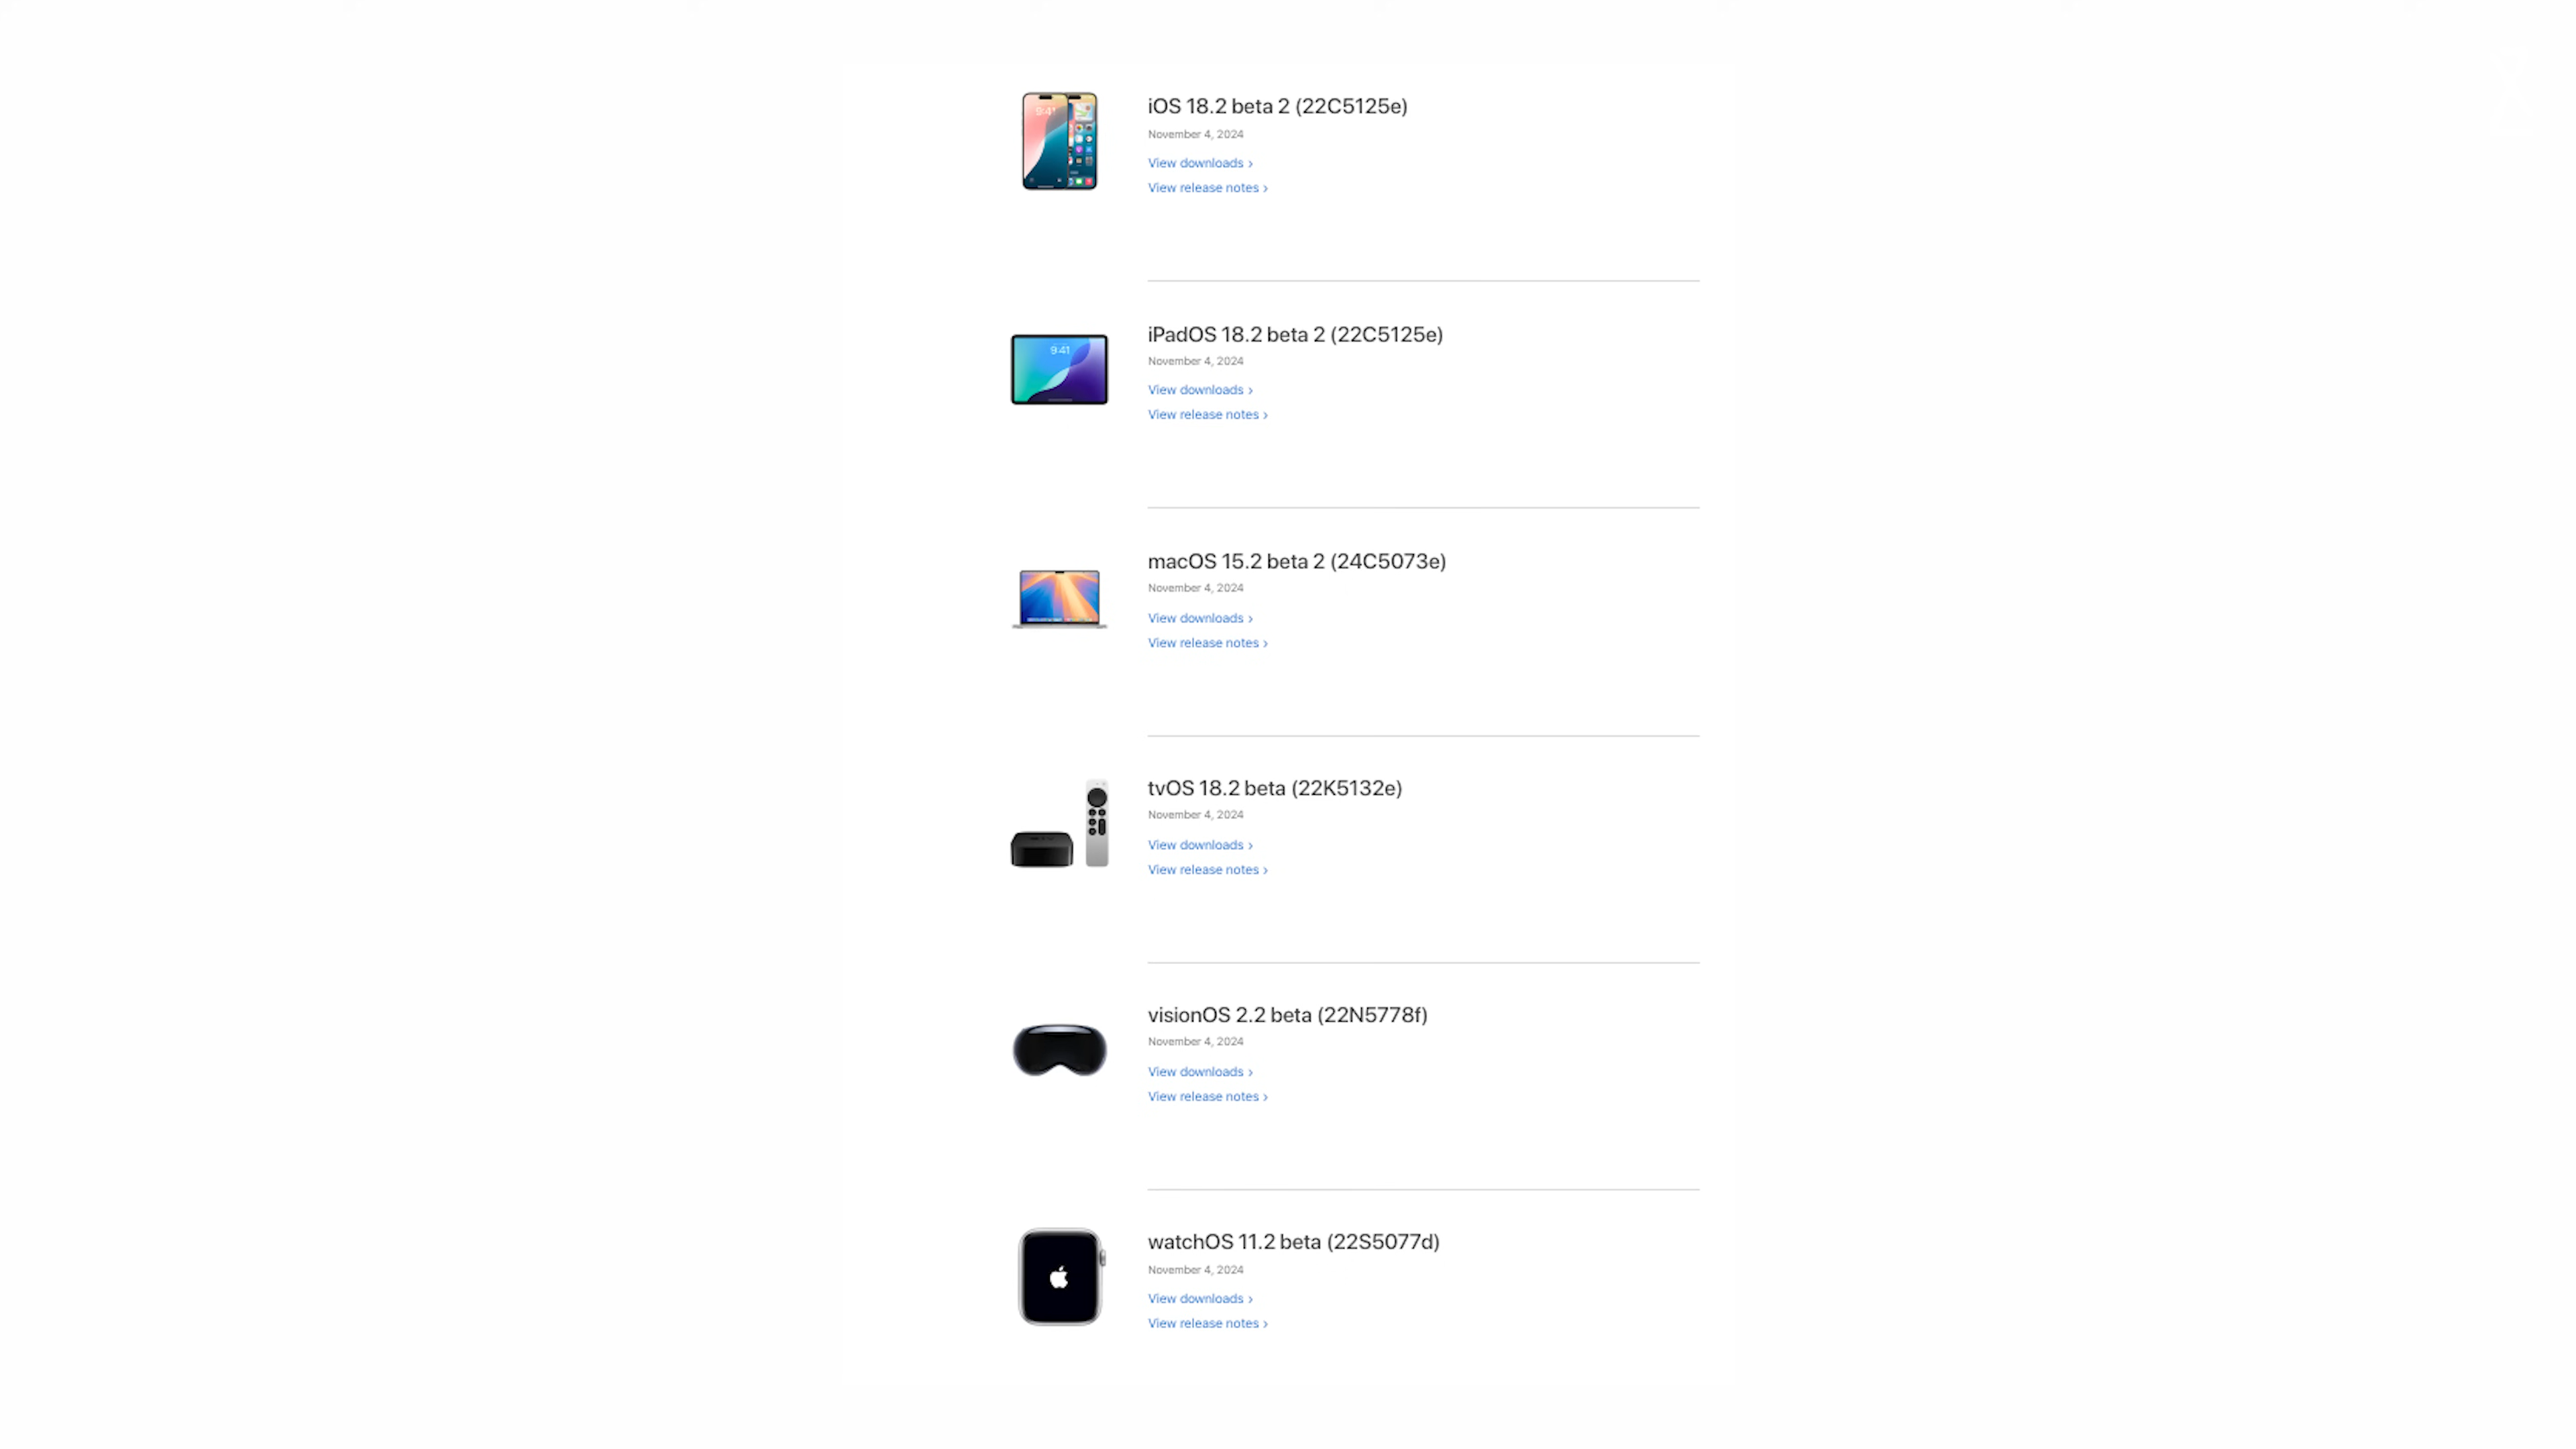 iOS 18.2 beta 2 (22C5125e)
November 4, 2024
View downloads ›
View release notes ›
9:41
iPadOS 18.2 beta 2 (22C5125e)
November 4, 2024
View downloads ›
View release notes ›
9:41
macOS 15.2 beta 2 (24C5073e)
November 4, 2024
View downloads ›
View release notes ›
tvOS 18.2 beta (22K5132e)
November 4, 2024
View downloads ›
View release notes ›
visionOS 2.2 beta (22N5778f)
November 4, 2024
View downloads ›
View release notes ›
watchOS 11.2 beta (22S5077d)
November 4, 2024
View downloads ›
View release notes ›